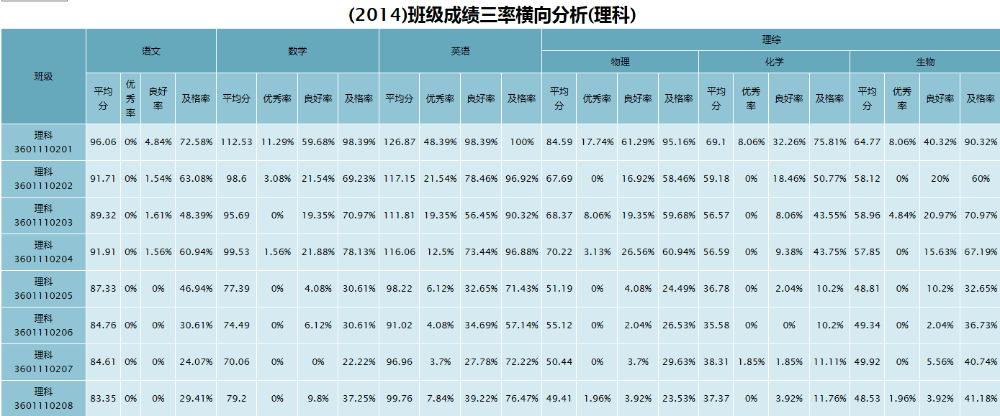 (2014)班级成绩三率横向分析(理科)
班级 语文 数学 英语 理综
物理 化学 生物
平均分 优秀率 良好率 及格率 平均分 优秀率 良好率 及格率 平均分 优秀率 良好率 及格率 平均分 优秀率 良好率 及格率 平均分 优秀率 良好率 及格率 平均分 优秀率 良好率 及格率
理科
3601110201 96.06 0% 4.84% 72.58% 112.53 11.29% 59.68% 98.39% 126.87 48.39% 98.39% 100% 84.59 17.74% 61.29% 95.16% 69.1 8.06% 32.26% 75.81% 64.77 8.06% 40.32% 90.32%
理科
3601110202 91.71 0% 1.54% 63.08% 98.6 3.08% 21.54% 69.23% 117.15 21.54% 78.46% 96.92% 67.69 0% 16.92% 58.46% 59.18 0% 18.46% 50.77% 58.12 0% 20% 60%
理科
3601110203 89.32 0% 1.61% 48.39% 95.69 0% 19.35% 70.97% 111.81 19.35% 56.45% 90.32% 68.37 8.06% 19.35% 59.68% 56.57 0% 8.06% 43.55% 58.96 4.84% 20.97% 70.97%
理科
3601110204 91.91 0% 1.56% 60.94% 99.53 1.56% 21.88% 78.13% 116.06 12.5% 73.44% 96.88% 70.22 3.13% 26.56% 60.94% 56.59 0% 9.38% 43.75% 57.85 0% 15.63% 67.19%
理科
3601110205 87.33 0% 0% 46.94% 77.39 0% 4.08% 30.61% 98.22 6.12% 32.65% 71.43% 51.19 0% 4.08% 24.49% 36.78 0% 2.04% 10.2% 48.81 0% 10.2% 32.65%
理科
3601110206 84.76 0% 0% 30.61% 74.49 0% 6.12% 30.61% 91.02 4.08% 34.69% 57.14% 55.12 0% 2.04% 26.53% 35.58 0% 0% 10.2% 49.34 0% 2.04% 36.73%
理科
3601110207 84.61 0% 0% 24.07% 70.06 0% 0% 22.22% 96.96 3.7% 27.78% 72.22% 50.44 0% 3.7% 29.63% 38.31 1.85% 1.85% 11.11% 49.92 0% 5.56% 40.74%
理科
3601110208 83.35 0% 0% 29.41% 79.2 0% 9.8% 37.25% 99.76 7.84% 39.22% 76.47% 49.41 1.96% 3.92% 23.53% 37.37 0% 3.92% 11.76% 48.53 1.96% 3.92% 41.18%